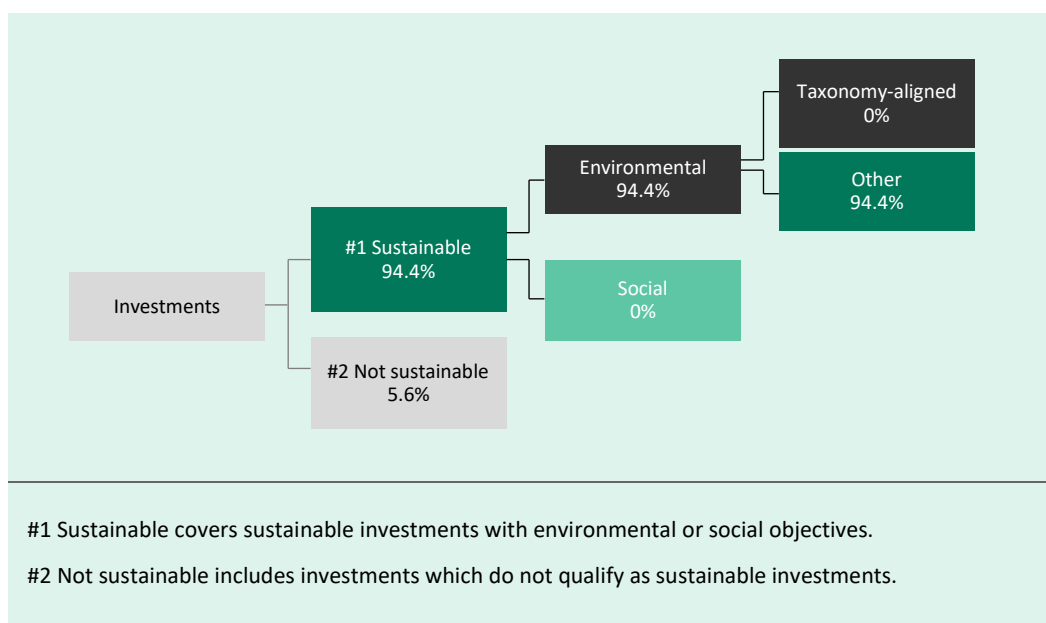 Investments
#1 Sustainable
94.4%
#2 Not sustainable
5.6%
Environmental
94.4%
Social
0%
Taxonomy-aligned
0%
Other
94.4%
#1 Sustainable covers sustainable investments with environmental or social objectives.
#2 Not sustainable includes investments which do not qualify as sustainable investments.